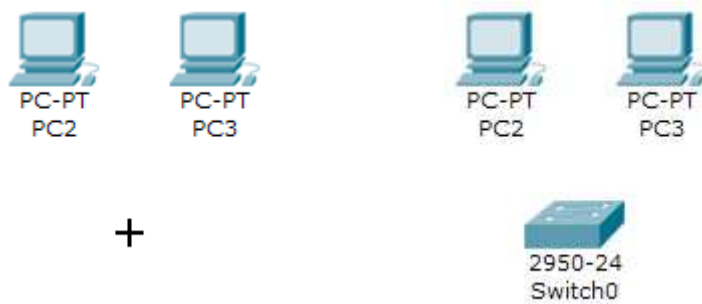 PC-PT
PC2
PC-PT
PC3
PC-PT
PC2
PC-PT
PC3
2950-24
Switch0